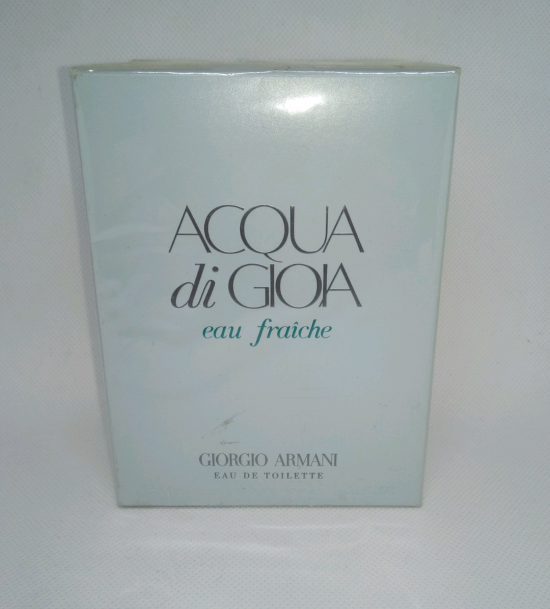 ACQUA
di GIOIA
eau fraîche
GIORGIO ARMANI
EAU DE TOILETTE